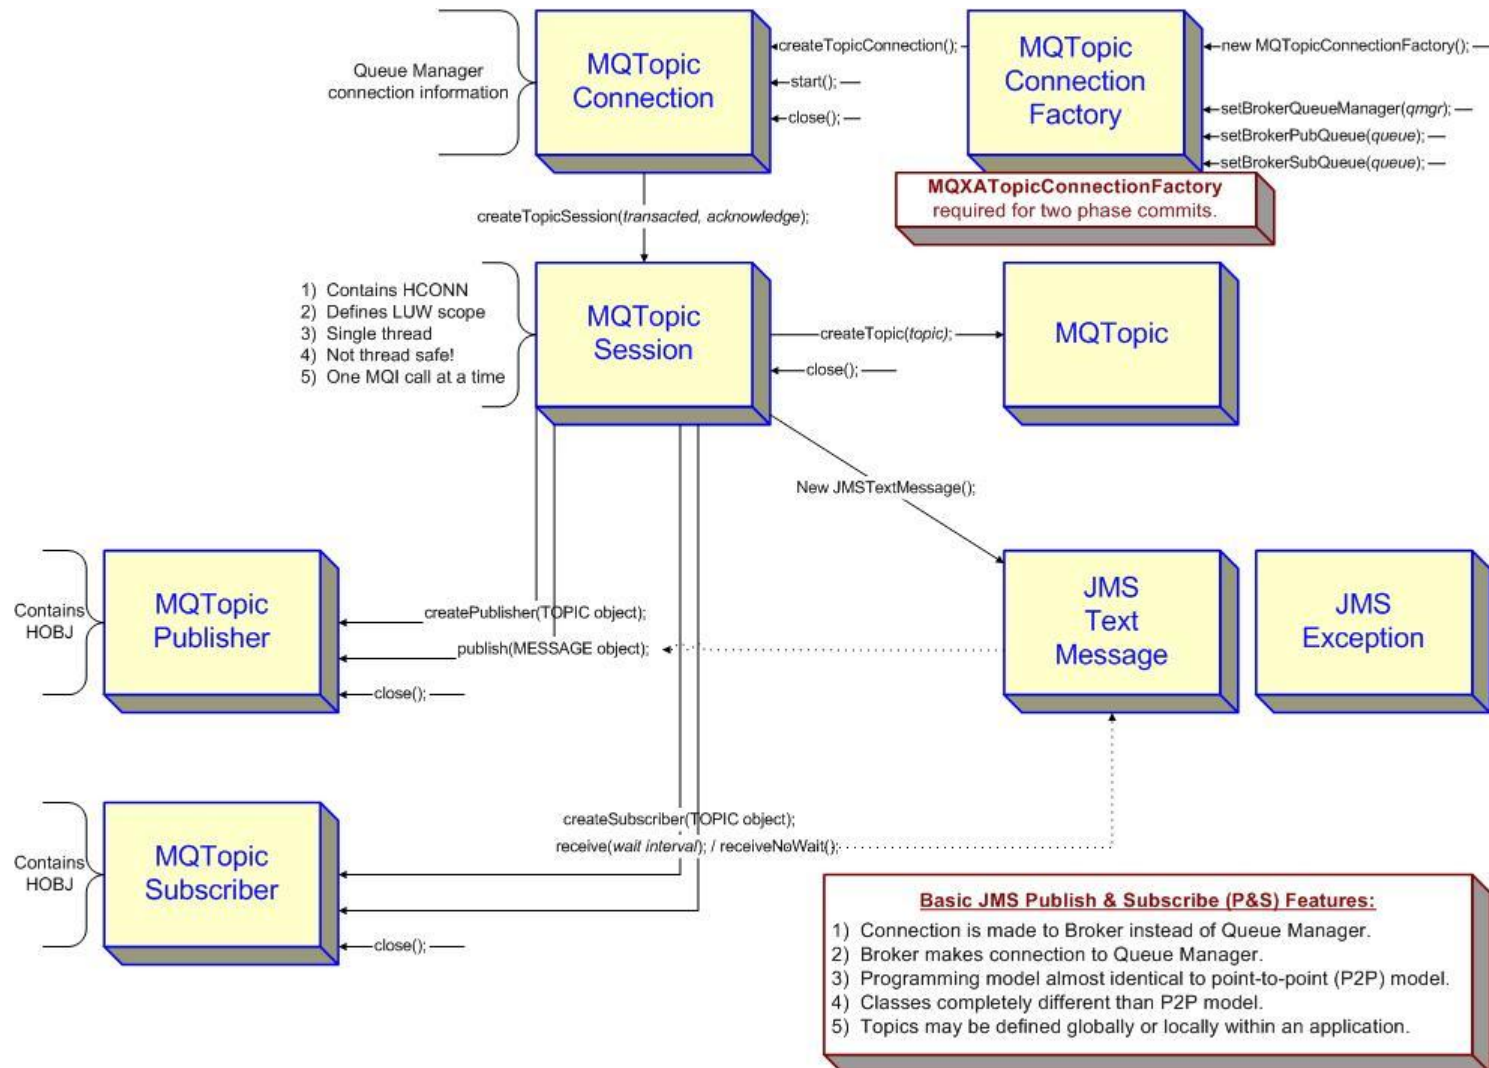 Queue Manager
connection information
MQTopic
Connection
createTopicConnection();
start();
close();
MQTopic
Connection
Factory
new MQTopicConnectionFactory();
setBrokerQueueManager(qmgr);
setBrokerPubQueue(queue);
setBrokerSubQueue(queue);
MQXATopicConnectionFactory
required for two phase commits.
createTopicSession(transacted, acknowledge);
1) Contains HCONN
2) Defines LUW scope
3) Single thread
4) Not thread safe!
5) One MQI call at a time
MQTopic
Session
createTopic(topic);
close();
MQTopic
New JMSTextMessage();
Contains
HOBJ
MQTopic
Publisher
createPublisher(TOPIC object);
publish(MESSAGE object);
close();
JMS
Text
Message
JMS
Exception
Contains
HOBJ
MQTopic
Subscriber
createSubscriber(TOPIC object);
receive(wait interval); / receiveNoWait();
close();
Basic JMS Publish & Subscribe (P&S) Features:
1) Connection is made to Broker instead of Queue Manager.
2) Broker makes connection to Queue Manager.
3) Programming model almost identical to point-to-point (P2P) model.
4) Classes completely different than P2P model.
5) Topics may be defined globally or locally within an application.